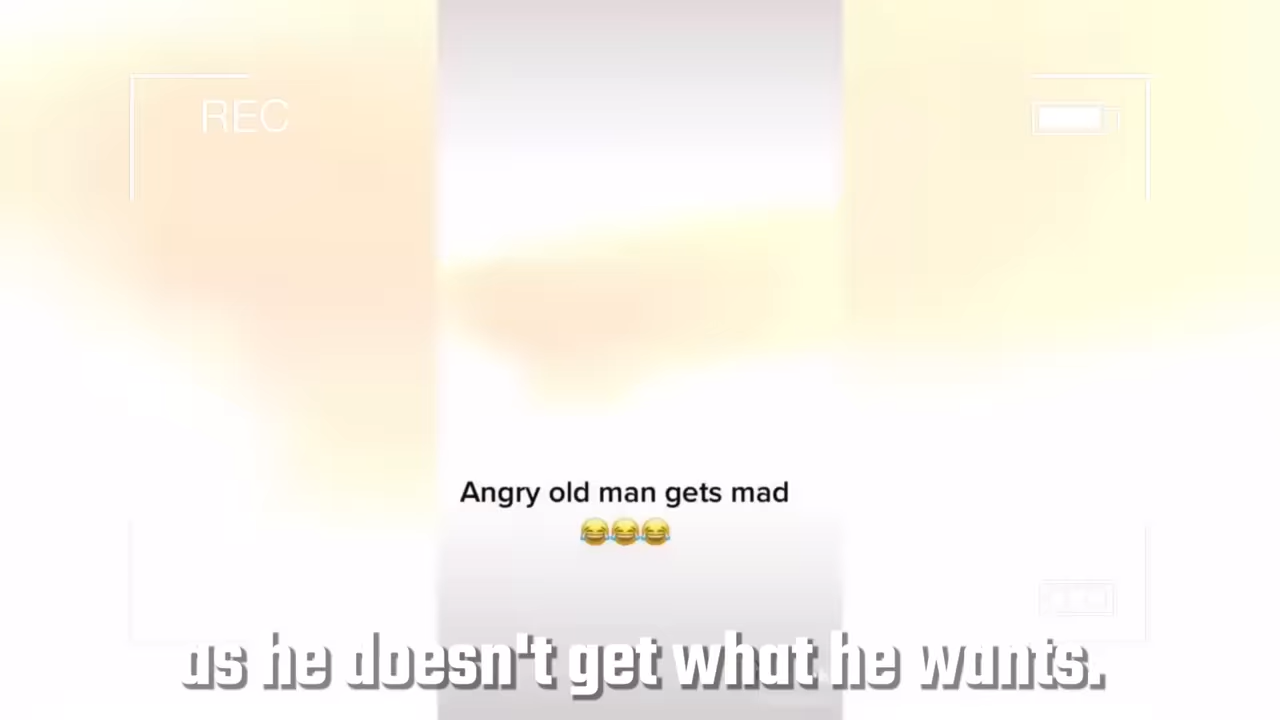 REC
Angry old man gets mad
😂😂😂
as he doesn't get what he wants.